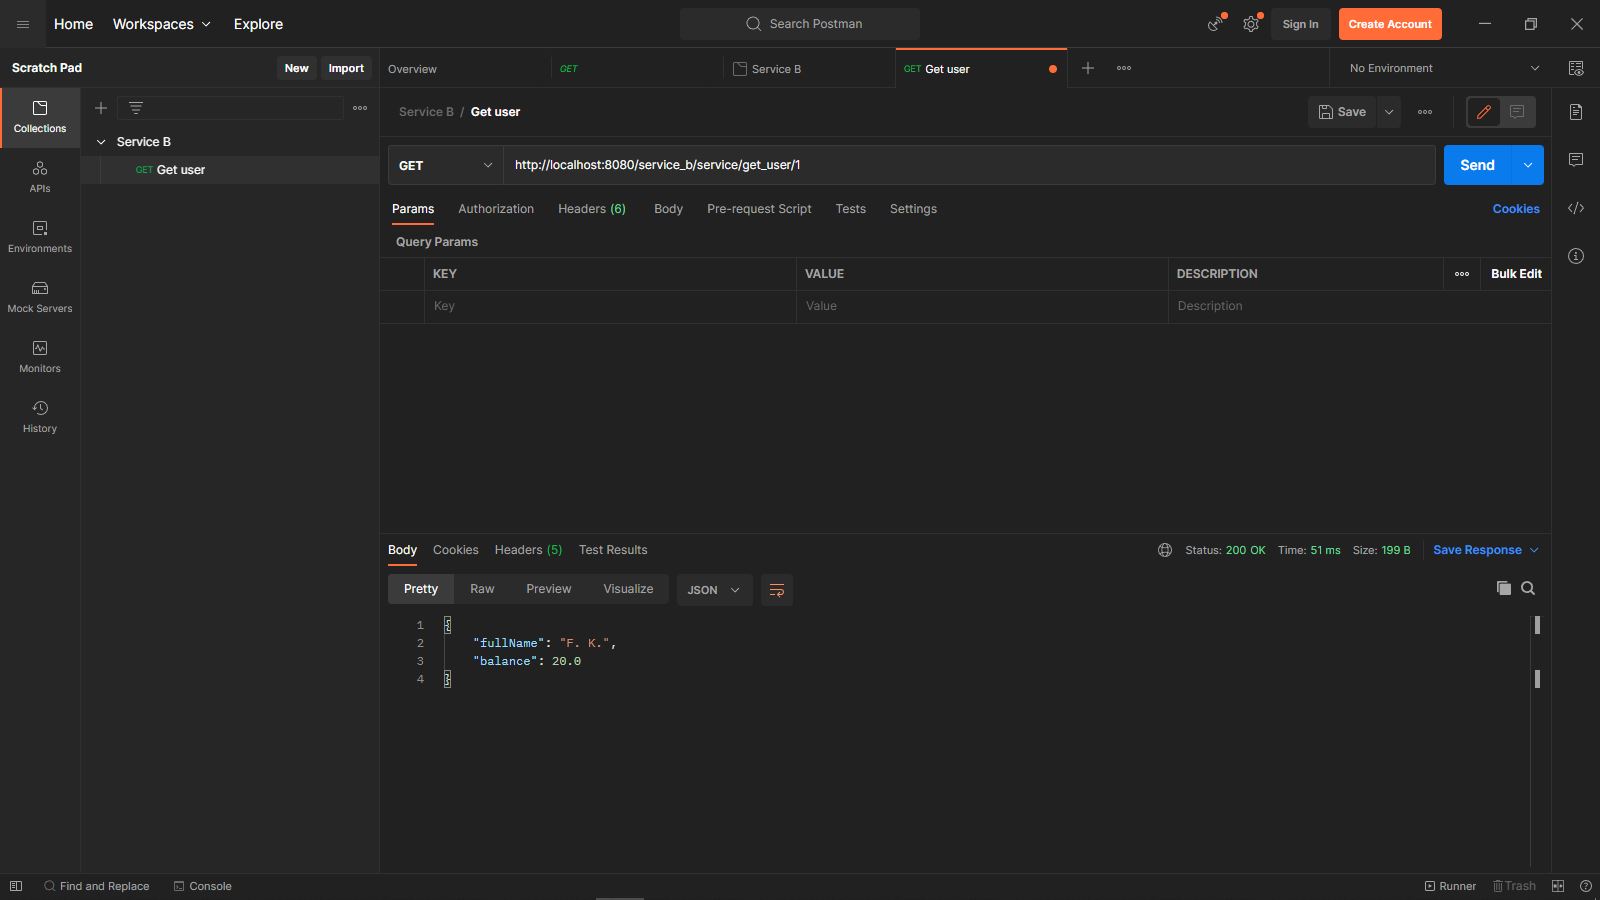 Home Workspaces Explore Search Postman Sign In Create Account
Scratch Pad New Import Overview GET Service B GET Get user No Environment
Collections
Service B
GET Get user
APIs
Environments
Mock Servers
Monitors
History
Service B / Get user Save
GET http://localhost:8080/service_b/service/get_user/1 Send
Params Authorization Headers (6) Body Pre-request Script Tests Settings Cookies
Query Params
KEY VALUE DESCRIPTION Bulk Edit
Key Value Description
Body Cookies Headers (5) Test Results Status: 200 OK Time: 51 ms Size: 199 B Save Response
Pretty Raw Preview Visualize JSON
1 {
2 "fullName": "F. K.",
3 "balance": 20.0
4 }
Find and Replace Console Runner Trash